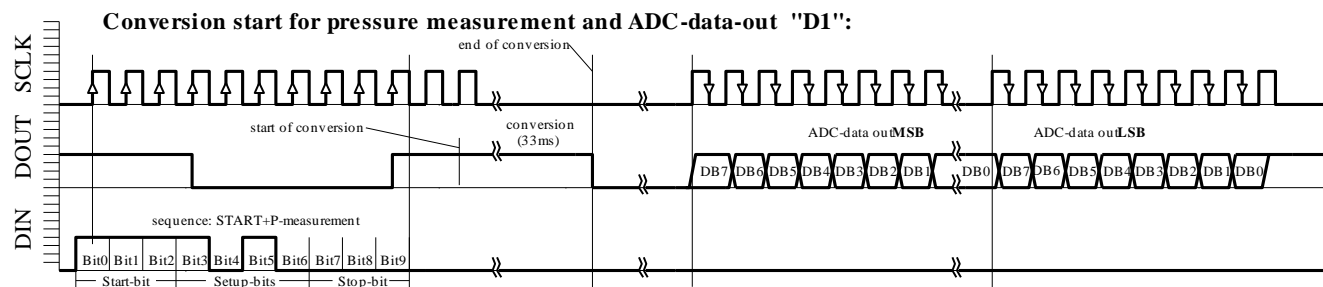 Conversion start for pressure measurement and ADC-data-out "D1":
end of conversion
SCLK
start of conversion
conversion
(33ms)
ADC-data out MSB
ADC-data out LSB
DOUT
DB7 DB6 DB5 DB4 DB3 DB2 DB1 DB0 DB7 DB6 DB5 DB4 DB3 DB2 DB1 DB0
DIN
sequence: START+P-measurement
Bit0 Bit1 Bit2 Bit3 Bit4 Bit5 Bit6 Bit7 Bit8 Bit9
Start-bit Setup-bits Stop-bit